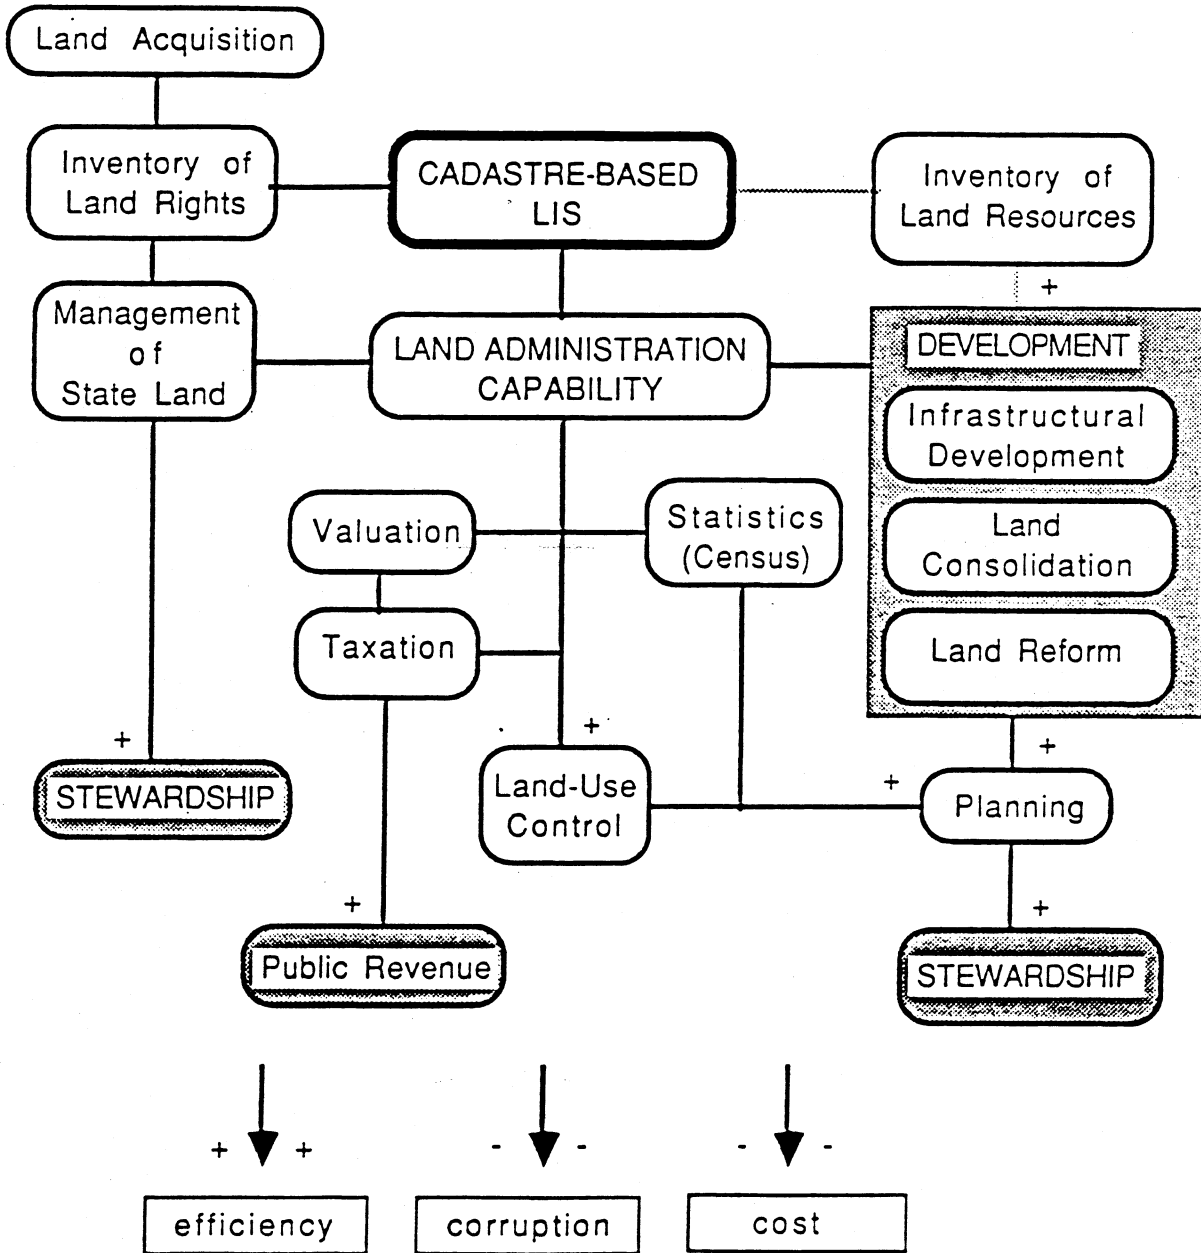 Land Acquisition
Inventory of
Land Rights
CADASTRE-BASED
LIS
Inventory of
Land Resources
+
Management
of
State Land
LAND ADMINISTRATION
CAPABILITY
DEVELOPMENT
Infrastructural
Development
Land
Consolidation
Land Reform
Valuation
Statistics
(Census)
Taxation
+
+
+
STEWARDSHIP
Land-Use
Control
+
Planning
+
Public Revenue
+
STEWARDSHIP
+ +
- -
- -
efficiency
corruption
cost